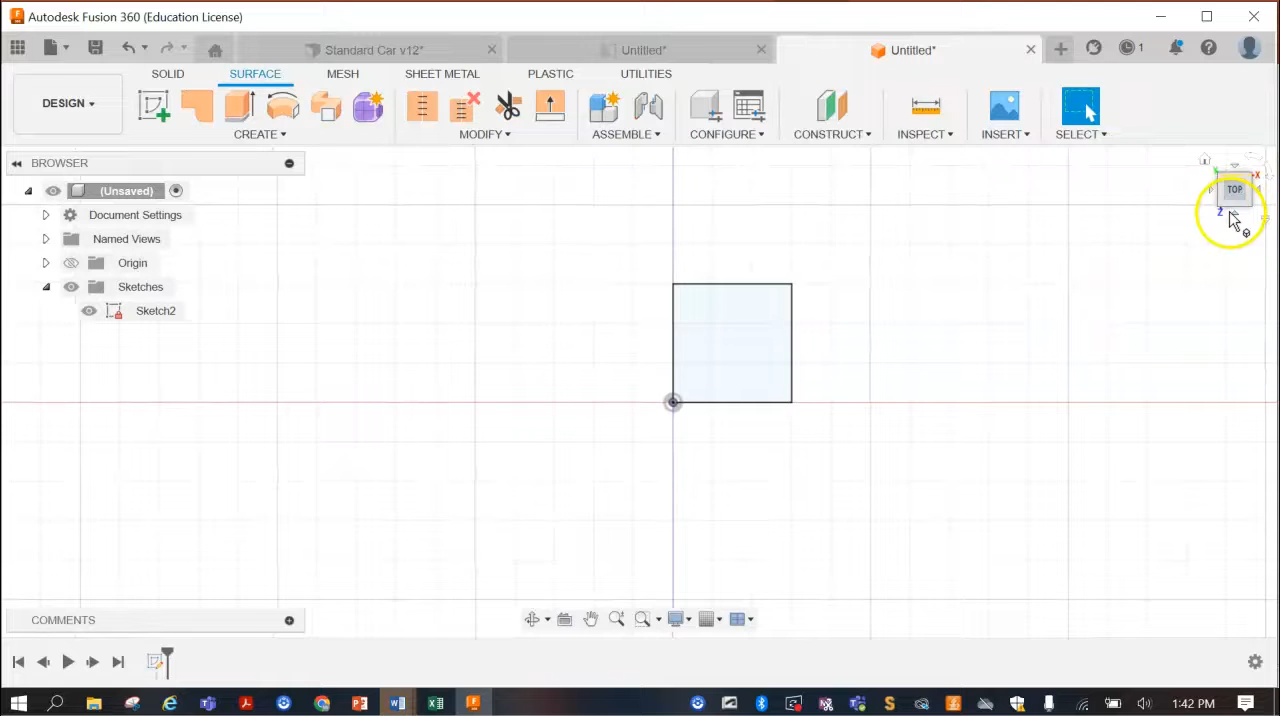 Autodesk Fusion 360 (Education License)
Standard Car v12*
Untitled*
Untitled*
1
DESIGN
SOLID
SURFACE
MESH
SHEET METAL
PLASTIC
UTILITIES
CREATE
MODIFY
ASSEMBLE
CONFIGURE
CONSTRUCT
INSPECT
INSERT
SELECT
BROWSER
(Unsaved)
Document Settings
Named Views
Origin
Sketches
Sketch2
TOP
X
Z
COMMENTS
1:42 PM